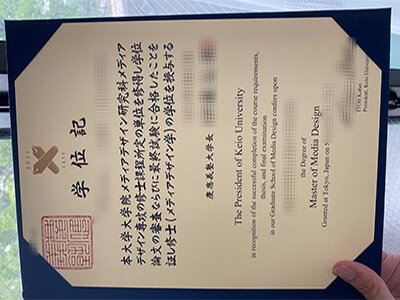 学位記
本大学大学院メディアデザイン研究科メディア
デザイン専攻の修士課程所定の単位を修得し学位
論文の審査ならびに最終試験に合格したことを
証し修士(メディアデザイン学)の学位を授与する
慶應義塾大学長
The President of Keio University
in recognition of the successful completion of the course requirements,
thesis, and final examination
in our Graduate School of Media Design confers upon
the Degree of
Master of Media Design
Granted at Tokyo, Japan on
ITOH Kohei
President, Keio